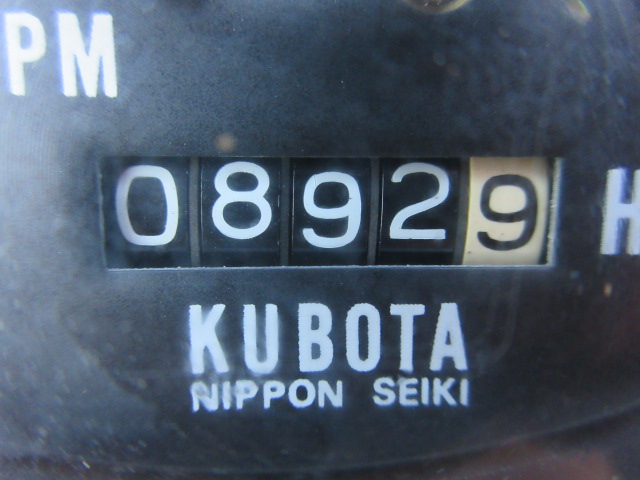 PM
08929 H
KUBOTA
NIPPON SEIKI